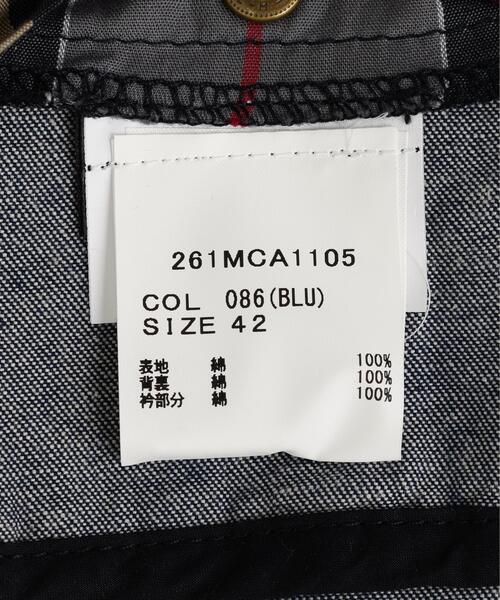 261MCA1105
COL 086(BLU)
SIZE 42
表地 綿 100%
背裏 綿 100%
衿部分 綿 100%